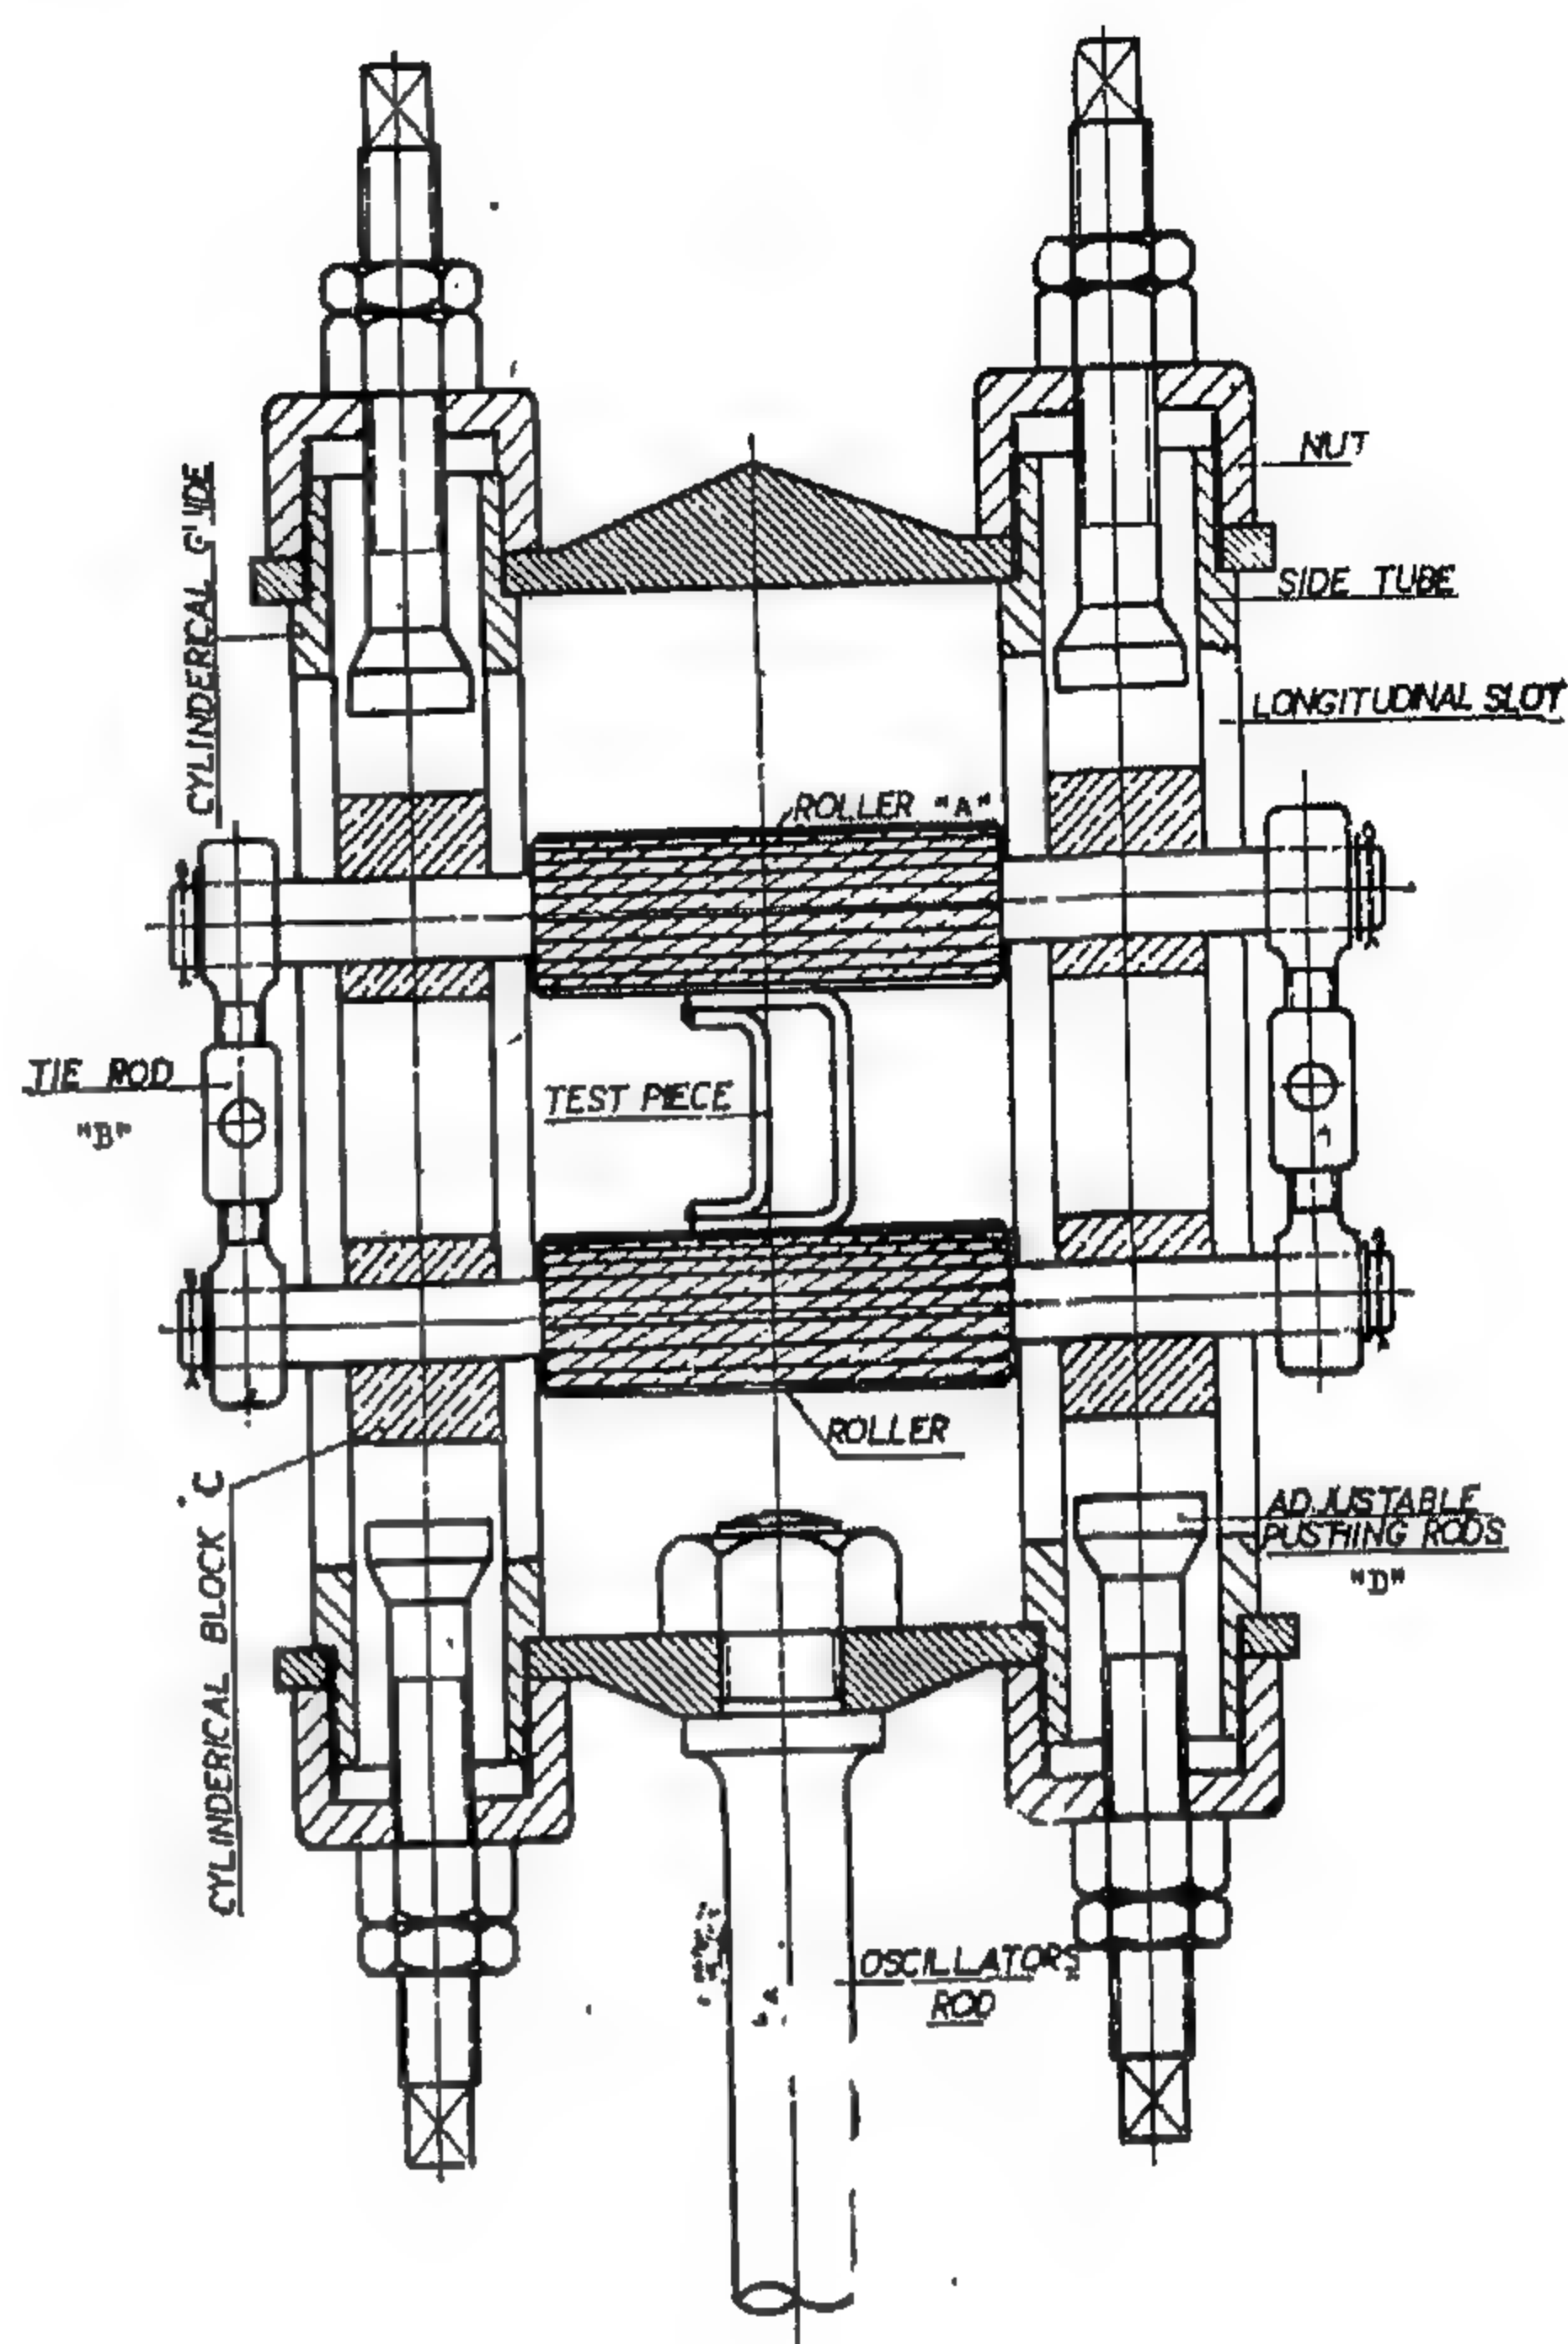 CYLINDERICAL GUIDE
NUT
SIDE TUBE
LONGITUDINAL SLOT
ROLLER "A"
TIE ROD
"B"
TEST PIECE
ROLLER
CYLINDERICAL BLOCK C
ADJUSTABLE
PUSHING RODS
"D"
OSCILLATORS
ROD